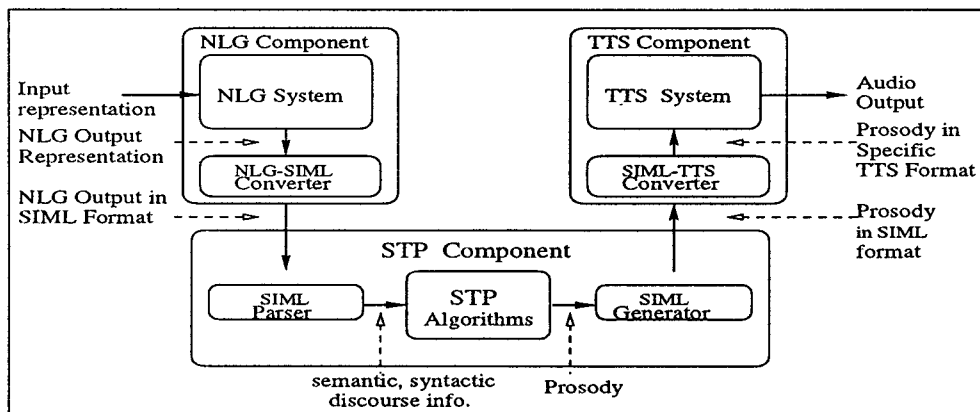 NLG Component
NLG System
NLG-SIML
Converter
Input
representation
NLG Output
Representation
NLG Output in
SIML Format
TTS Component
TTS System
SIML-TTS
Converter
Audio
Output
Prosody in
Specific
TTS Format
Prosody
in SIML
format
STP Component
SIML
Parser
STP
Algorithms
SIML
Generator
semantic, syntactic
discourse info.
Prosody